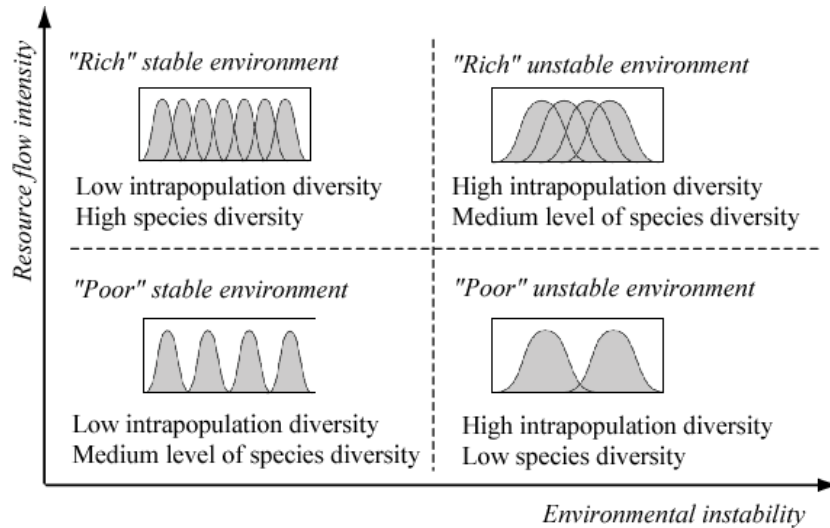 Resource flow intensity
"Rich" stable environment
Low intrapopulation diversity
High species diversity
"Rich" unstable environment
High intrapopulation diversity
Medium level of species diversity
"Poor" stable environment
Low intrapopulation diversity
Medium level of species diversity
"Poor" unstable environment
High intrapopulation diversity
Low species diversity
Environmental instability